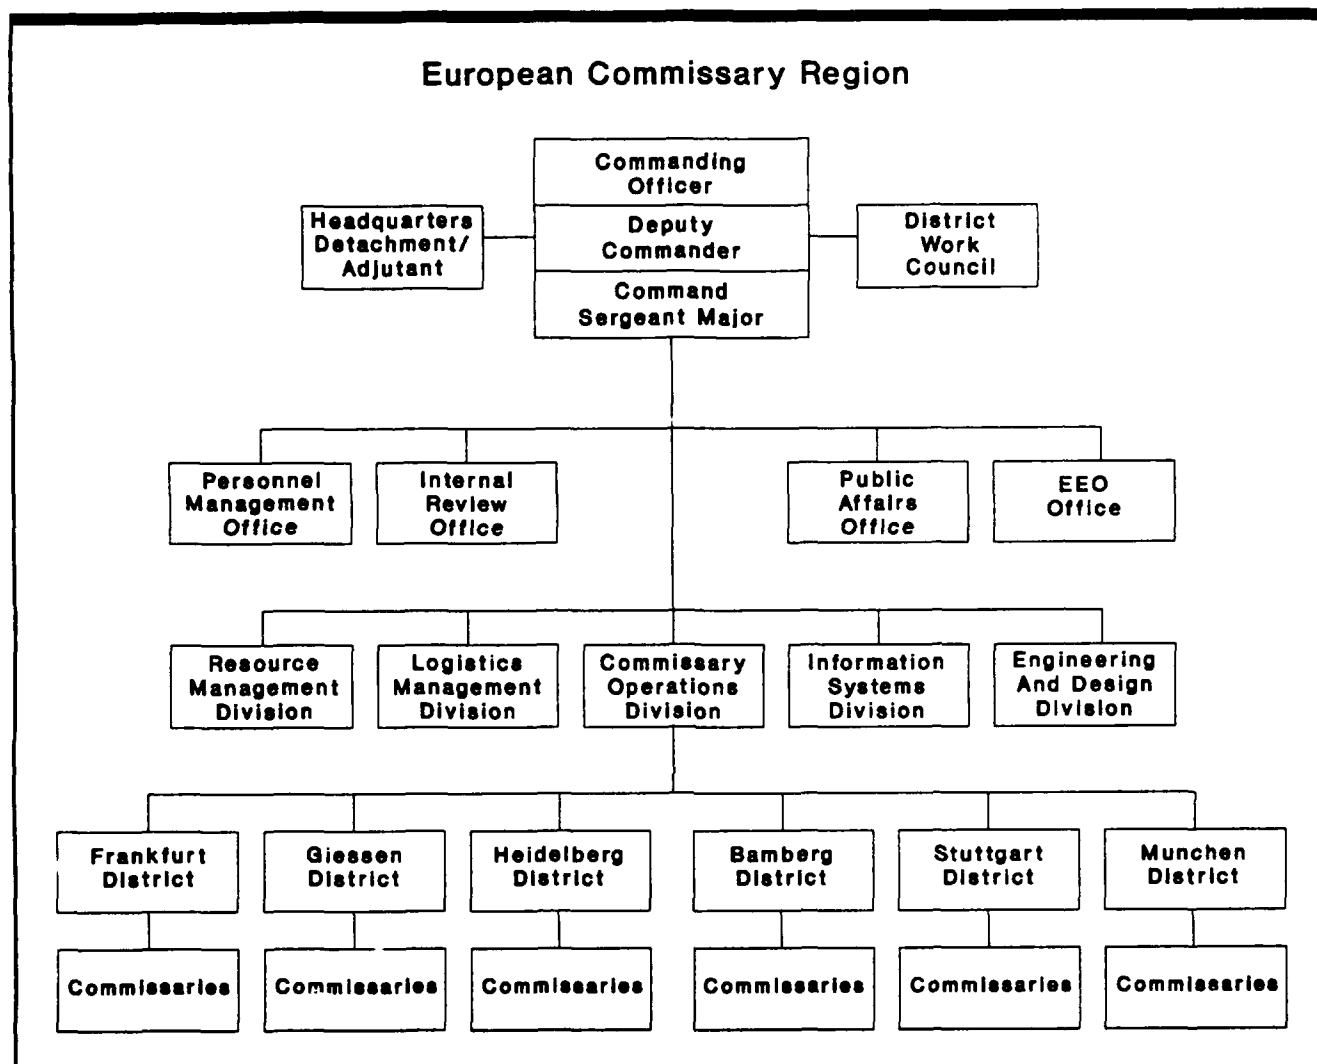 European Commissary Region
Commanding
Officer
Headquarters
Detachment/
Adjutant
Deputy
Commander
District
Work
Council
Command
Sergeant Major
Personnel
Management
Office
Internal
Review
Office
Public
Affairs
Office
EEO
Office
Resource
Management
Division
Logistics
Management
Division
Commissary
Operations
Division
Information
Systems
Division
Engineering
And Design
Division
Frankfurt
District
Giessen
District
Heidelberg
District
Bamberg
District
Stuttgart
District
Munchen
District
Commissaries
Commissaries
Commissaries
Commissaries
Commissaries
Commissaries